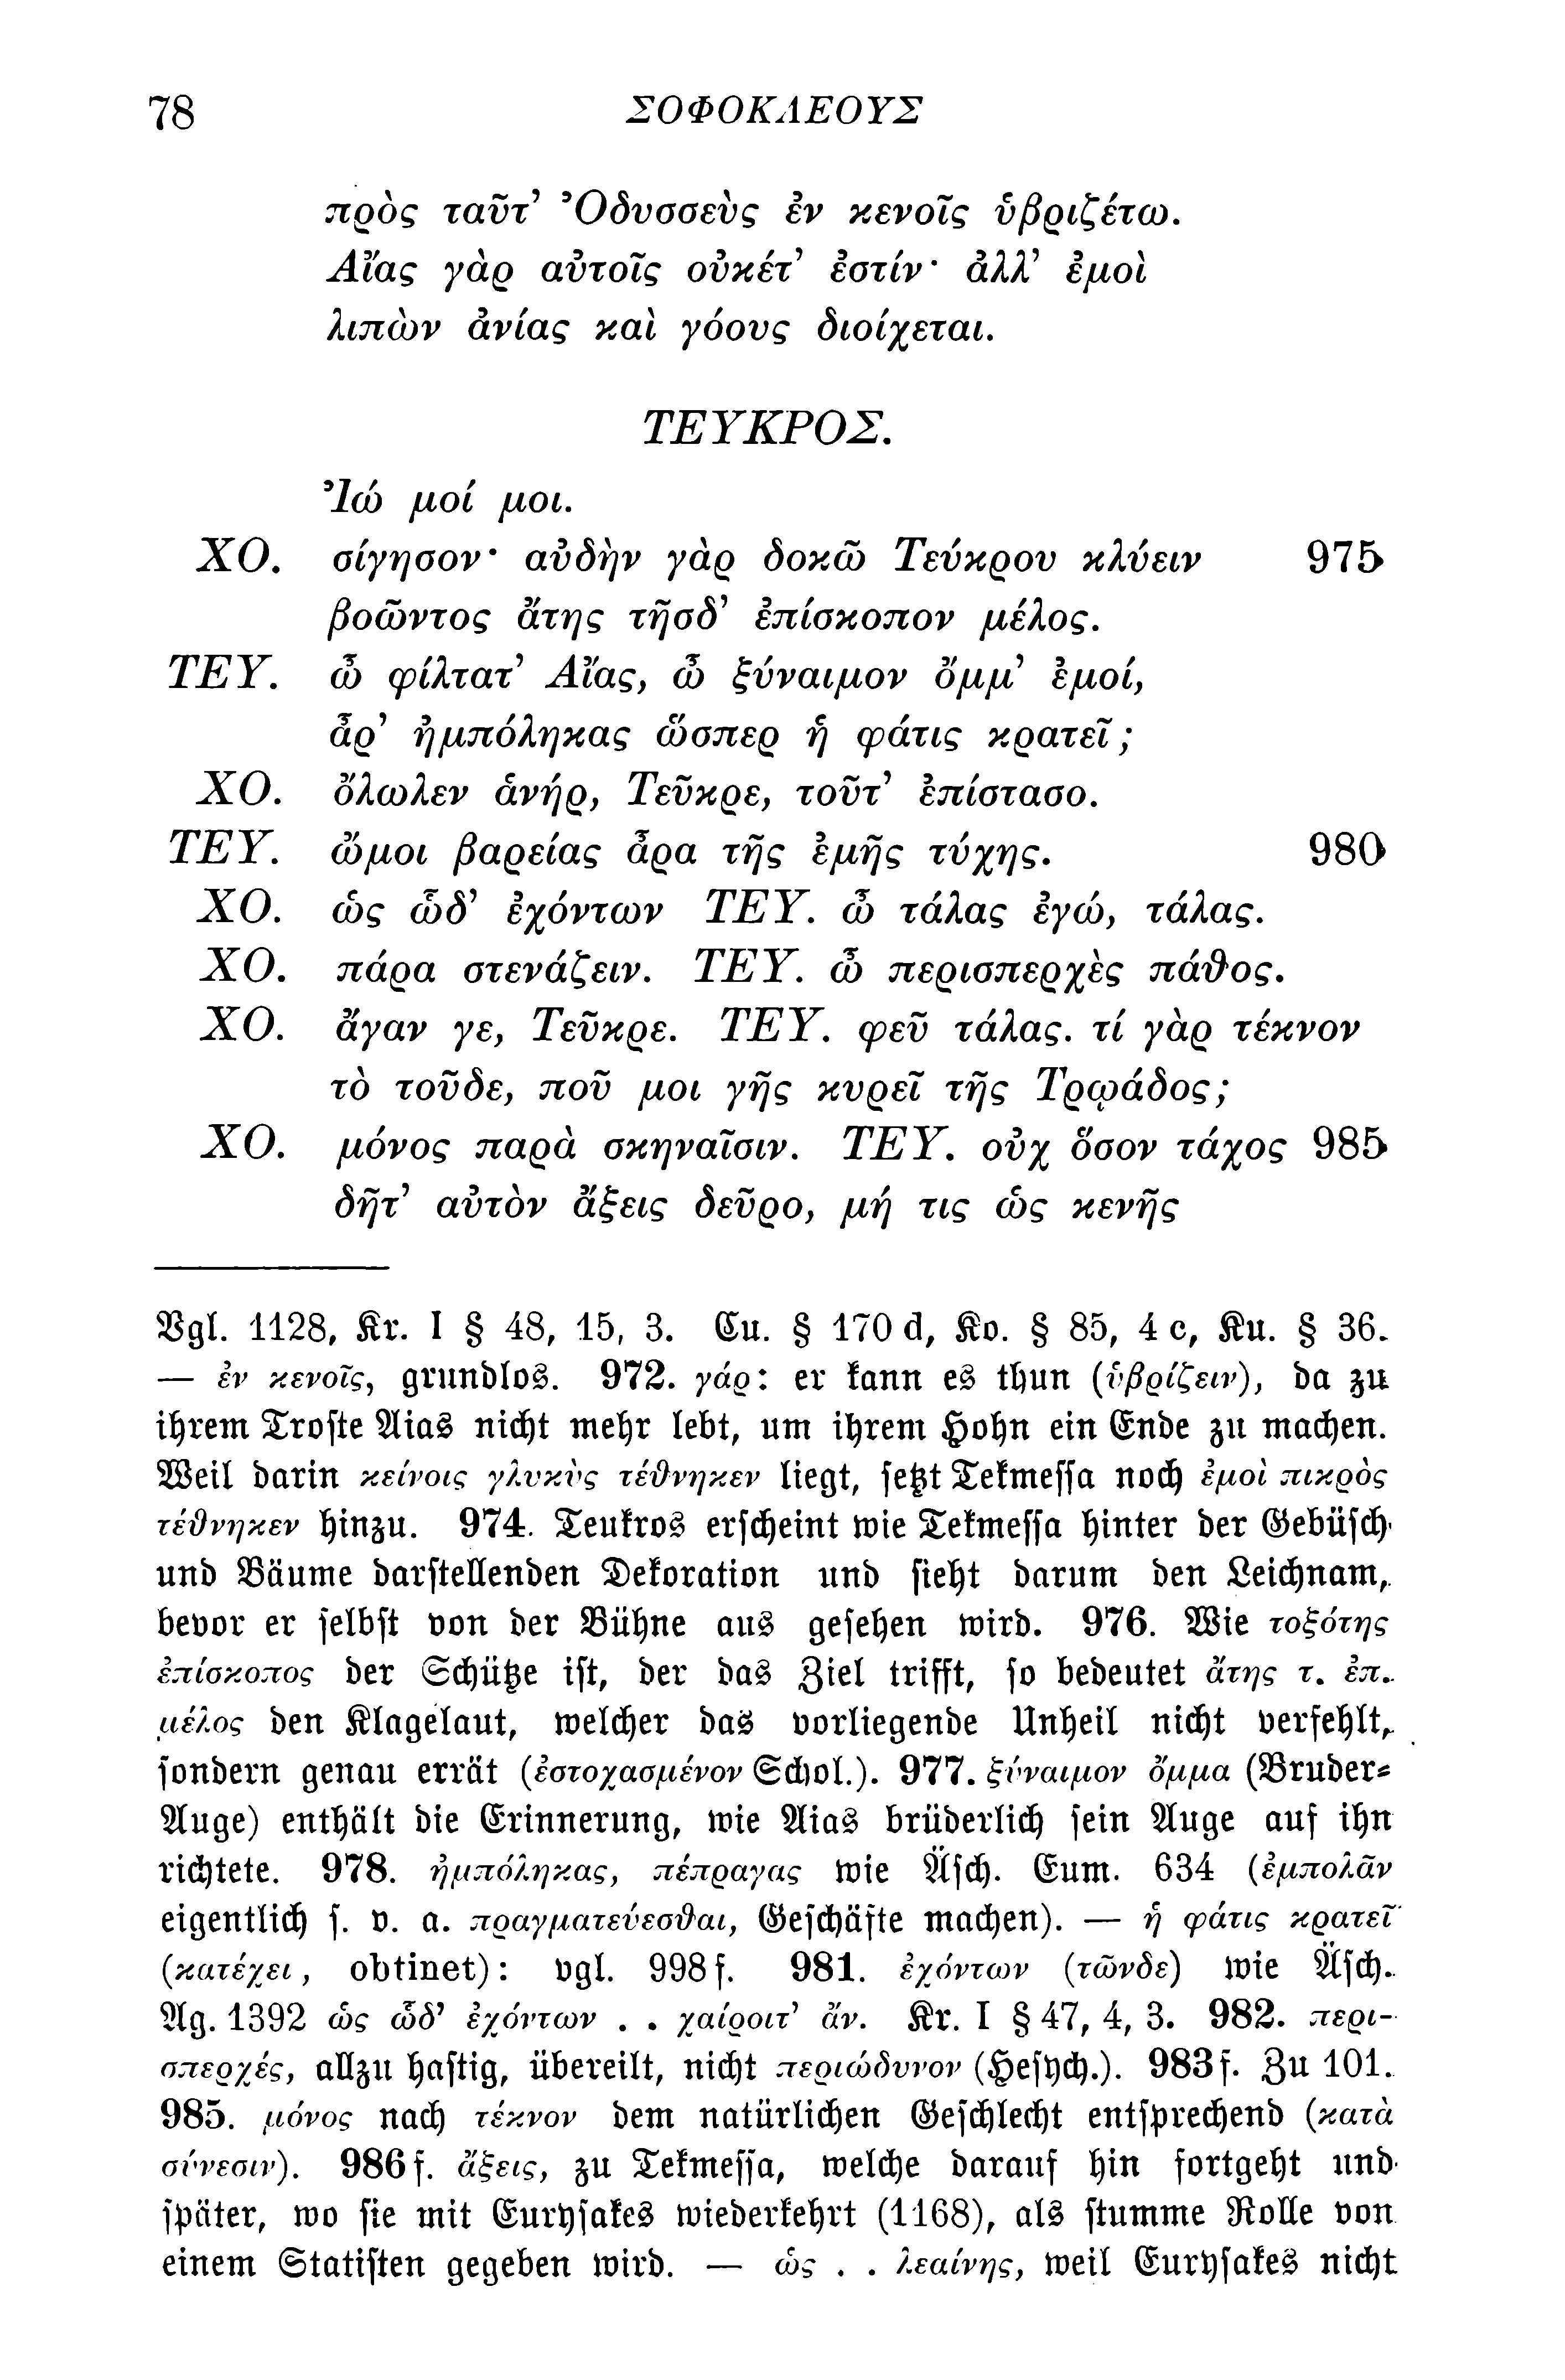 78 ΣΟΦΟΚΛΕΟΥΣ
πρὸς ταῦτ’ Ὀδυσσεὺς ἐν κενοῖς ὑβριζέτω.
Αἴας γὰρ αὐτοῖς οὐκέτ’ ἐστίν· ἀλλ’ ἐμοὶ
λιπὼν ἀνίας καὶ γόους διοίχεται.
ΤΕΥΚΡΟΣ.
Ἰώ μοί μοι.
ΧΟ. σίγησον· αὐδὴν γὰρ δοκῶ Τεύκρου κλύειν 975
βοῶντος ἄτης τῆσδ’ ἐπίσκοπον μέλος.
ΤΕΥ. ὦ φίλτατ’ Αἴας, ὦ ξύναιμον ὄμμ’ ἐμοί,
ἆρ’ ἠμπόληκας ὥσπερ ἡ φάτις κρατεῖ;
ΧΟ. ὄλωλεν ἁνήρ, Τεῦκρε, τοῦτ’ ἐπίστασο.
ΤΕΥ. ὤμοι βαρείας ἆρα τῆς ἐμῆς τύχης. 980
ΧΟ. ὡς ὧδ’ ἐχόντων ΤΕΥ. ὦ τάλας ἐγώ, τάλας.
ΧΟ. πάρα στενάζειν. ΤΕΥ. ὦ περισπερχὲς πάθος.
ΧΟ. ἄγαν γε, Τεῦκρε. ΤΕΥ. φεῦ τάλας. τί γὰρ τέκνον
τὸ τοῦδε, ποῦ μοι γῆς κυρεῖ τῆς Τρῳάδος;
ΧΟ. μόνος παρὰ σκηναῖσιν. ΤΕΥ. οὐχ ὅσον τάχος 985
δῆτ’ αὐτὸν ἄξεις δεῦρο, μή τις ὡς κενῆς
Vgl. 1128, Kr. I § 48, 15, 3. Cu. § 170 d, Ko. § 85, 4 c, Ku. § 36.
— ἐν κενοῖς, grundlos. 972. γάρ: er kann es thun (ὑβρίζειν), da zu
ihrem Troste Aias nicht mehr lebt, um ihrem Hohn ein Ende zu machen.
Weil darin κείνοις γλυκὺς τέθνηκεν liegt, setzt Tekmessa noch ἐμοὶ πικρὸς
τέθνηκεν hinzu. 974. Teukros erscheint wie Tekmessa hinter der Gebüsch
und Bäume darstellenden Dekoration und sieht darum den Leichnam,
bevor er selbst von der Bühne aus gesehen wird. 976. Wie τοξότης
ἐπίσκοπος der Schütze ist, der das Ziel trifft, so bedeutet ἄτης τ. ἐπ.
μέλος den Klagelaut, welcher das vorliegende Unheil nicht verfehlt,
sondern genau errät (ἐστοχασμένον Schol.). 977. ξύναιμον ὄμμα (Bruder-
Auge) enthält die Erinnerung, wie Aias brüderlich sein Auge auf ihn
richtete. 978. ἠμπόληκας, πέπραγας wie Äsch. Eum. 634 (ἐμπολᾶν
eigentlich s. v. a. πραγματεύεσθαι, Geschäfte machen). — ἡ φάτις κρατεῖ
(κατέχει, obtinet): vgl. 998 f. 981. ἐχόντων (τῶνδε) wie Äsch.
Ag. 1392 ὡς ὧδ’ ἐχόντων . . χαίροιτ’ ἄν. Kr. I § 47, 4, 3. 982. περι-
σπερχές, allzu hastig, übereilt, nicht περιώδυνον (Hesych.). 983 f. Zu 101.
985. μόνος nach τέκνον dem natürlichen Geschlecht entsprechend (κατὰ
σύνεσιν). 986 f. ἄξεις, zu Tekmessa, welche darauf hin fortgeht und
später, wo sie mit Eurysakes wiederkehrt (1168), als stumme Rolle von
einem Statisten gegeben wird. — ὡς . . λεαίνης, weil Eurysakes nicht